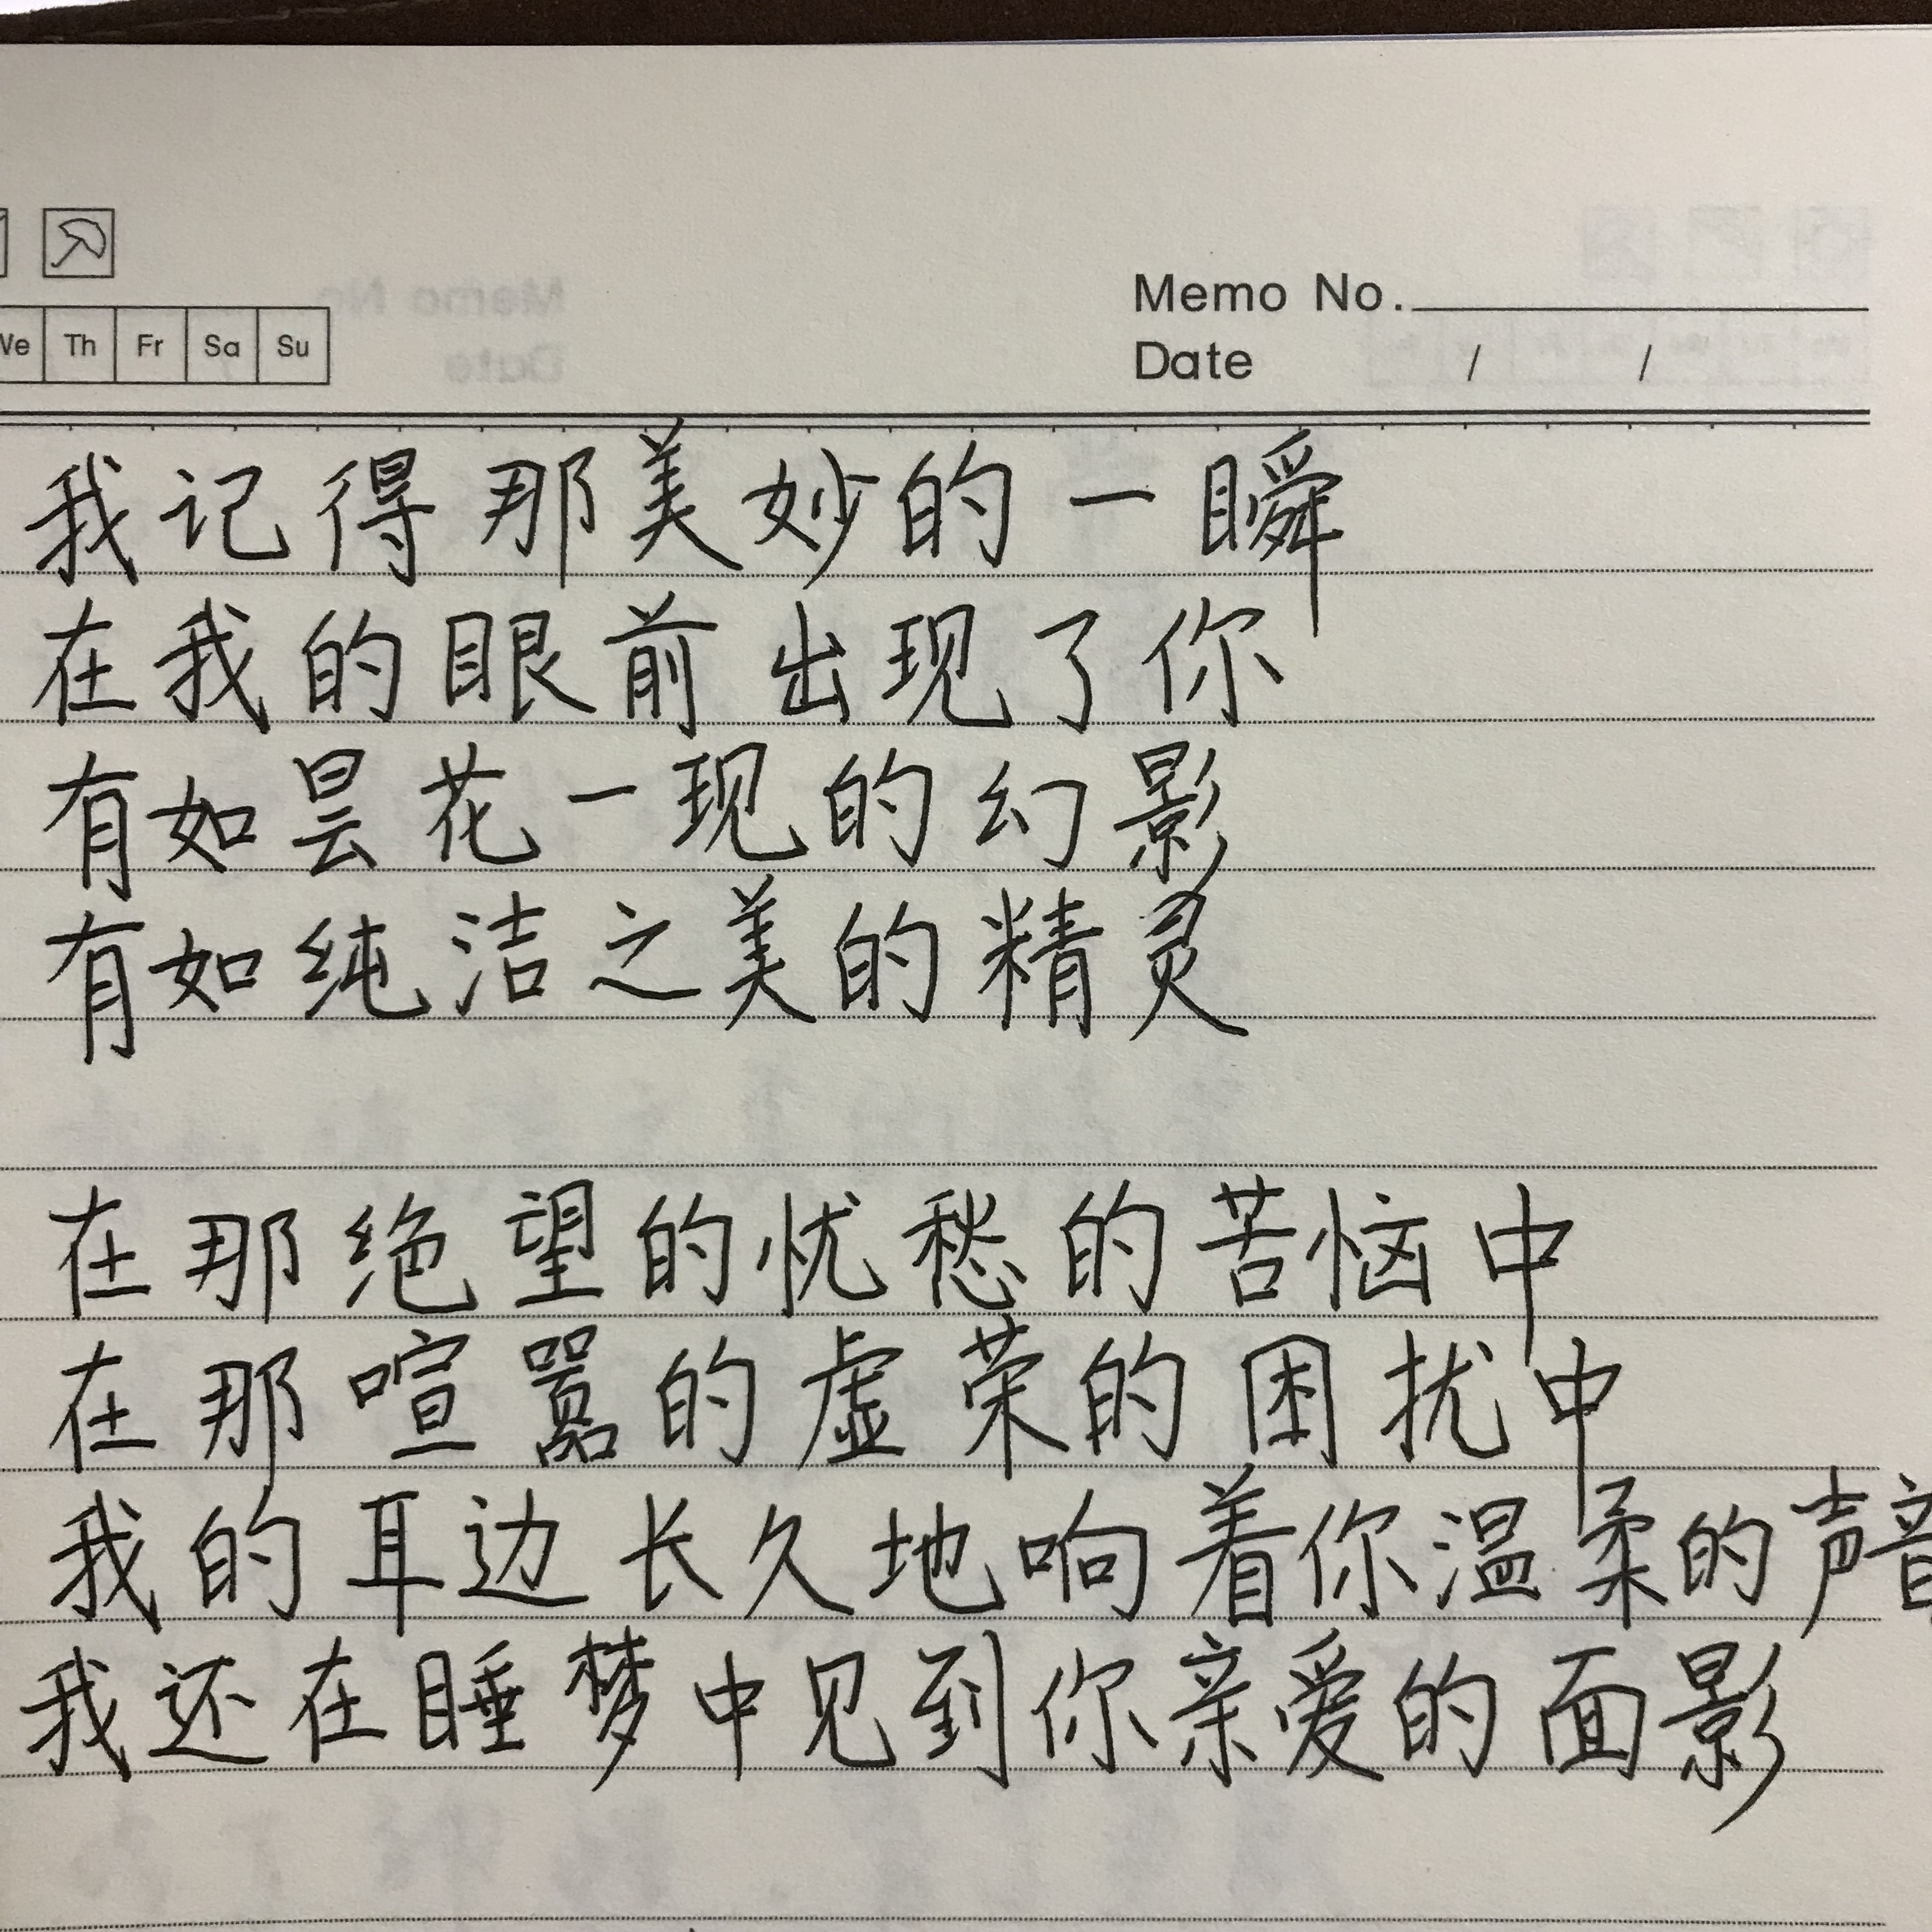 Memo No.
We Th Fr Sa Su
Date / /
我记得那美妙的一瞬
在我的眼前出现了你
有如昙花一现的幻影
有如纯洁之美的精灵
在那绝望的忧愁的苦恼中
在那喧嚣的虚荣的困扰中
我的耳边长久地响着你温柔的声音
我还在睡梦中见到你亲爱的面影